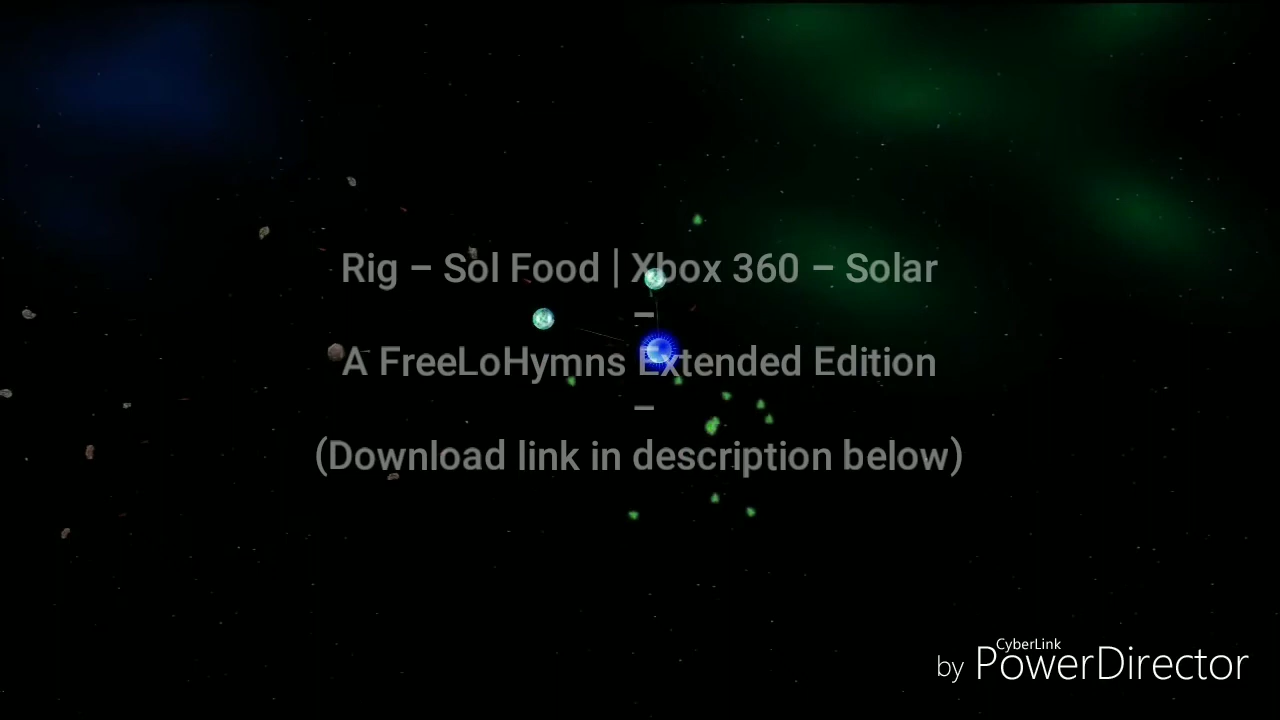 Rig – Sol Food | Xbox 360 – Solar
–
A FreeLoHymns Extended Edition
–
(Download link in description below)
CyberLink
by PowerDirector